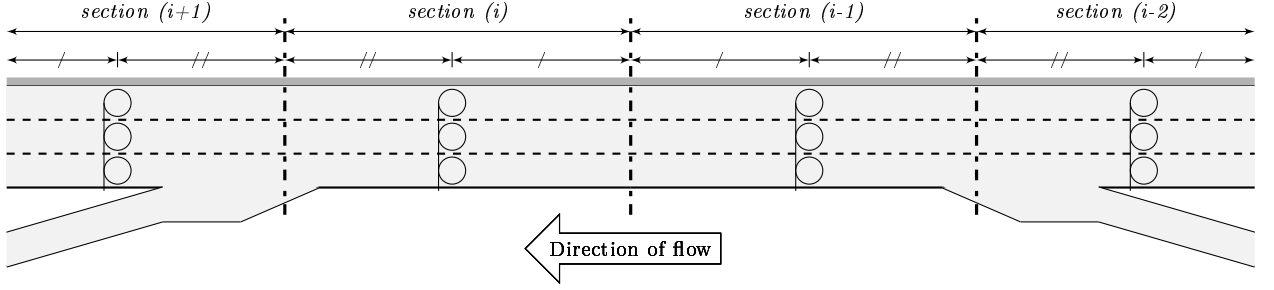 section (i+1) section (i) section (i-1) section (i-2)
/ // // / / // // /
Direction of flow